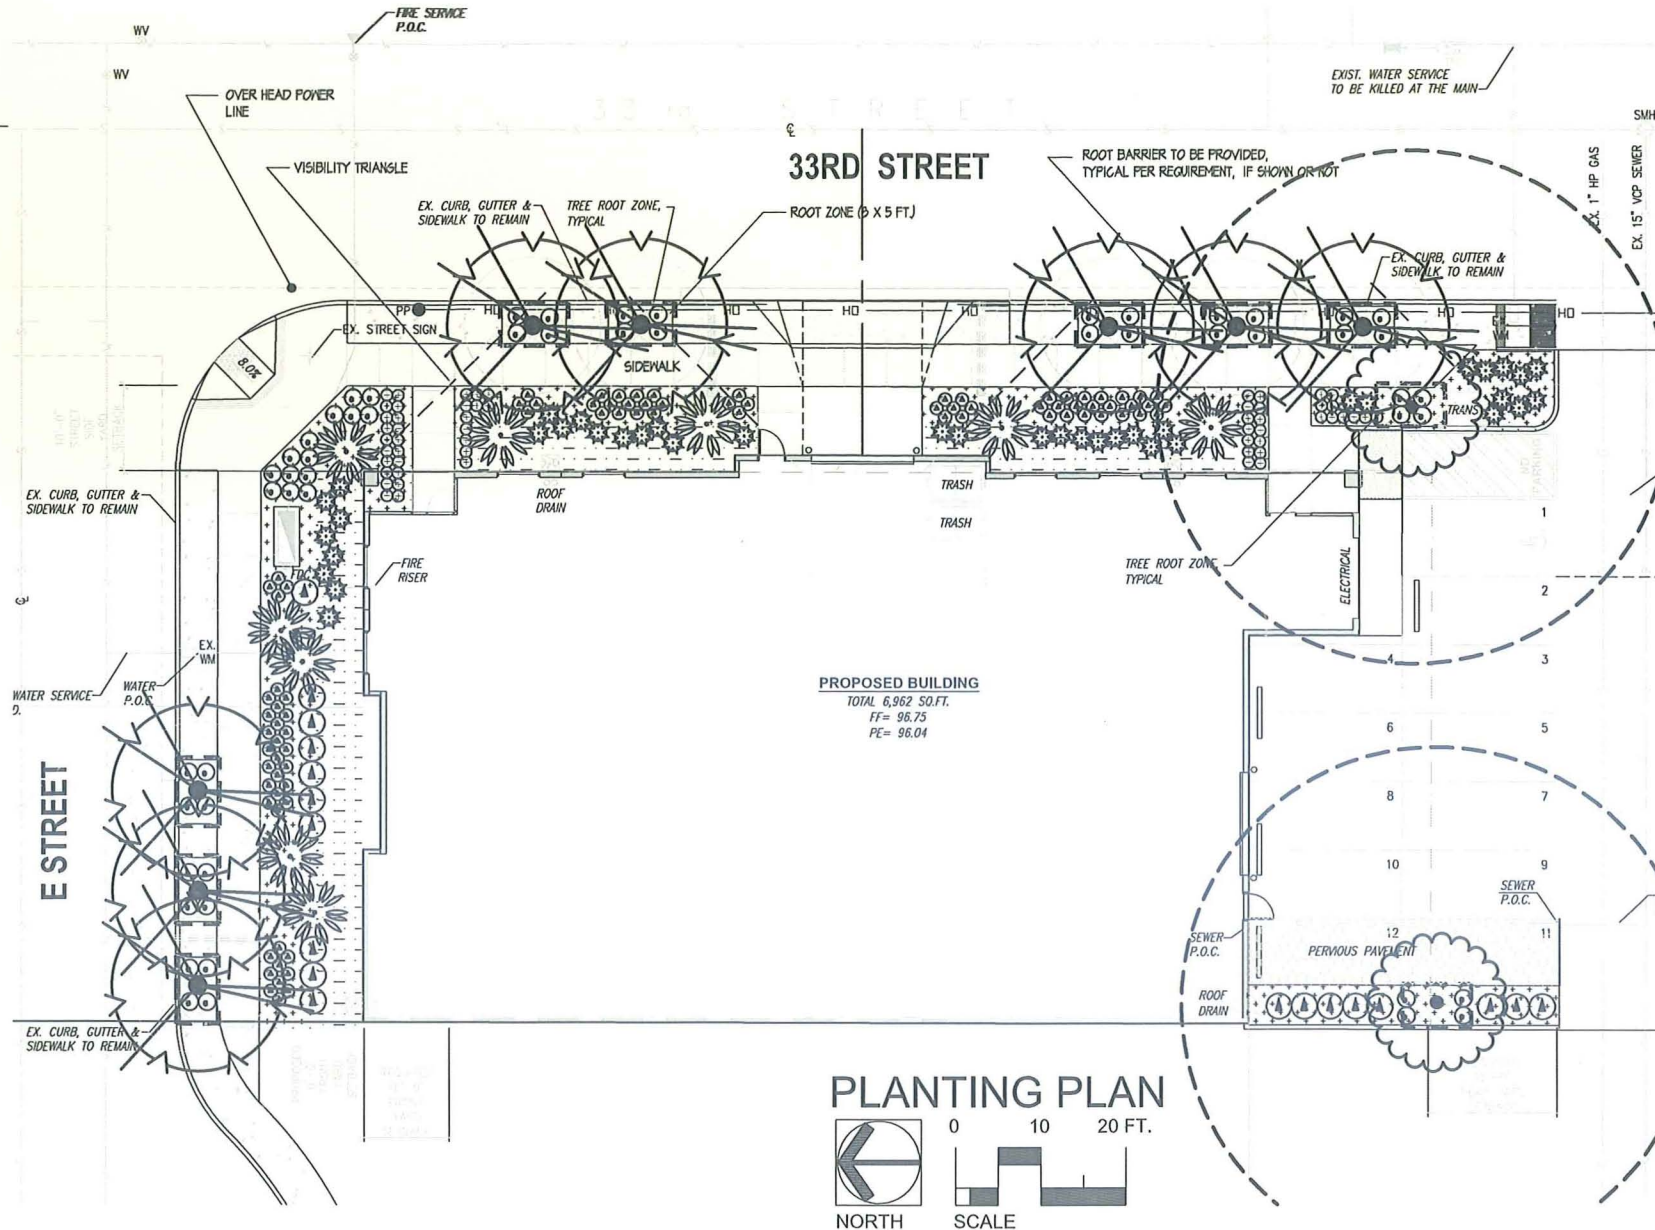 FIRE SERVICE
P.O.C.
WV
WV
OVER HEAD POWER
LINE
EXIST. WATER SERVICE
TO BE KILLED AT THE MAIN
SMH
℄
33RD STREET
VISIBILITY TRIANGLE
ROOT BARRIER TO BE PROVIDED,
TYPICAL PER REQUIREMENT, IF SHOWN OR NOT
EX. 1" HP GAS
EX. 15" VCP SEWER
EX. CURB, GUTTER &
SIDEWALK TO REMAIN
TREE ROOT ZONE,
TYPICAL
ROOT ZONE (3 X 5 FT.)
EX. CURB, GUTTER &
SIDEWALK TO REMAIN
PP
HO
HO
HO
HO
HO
HO
EX. STREET SIGN
8.0%
SIDEWALK
TRANS
EX. CURB, GUTTER &
SIDEWALK TO REMAIN
ROOF
DRAIN
TRASH
TRASH
NO
PARKING
1
FIRE
RISER
FDC
TREE ROOT ZONE,
TYPICAL
ELECTRICAL
2
℄
EX.
WM
WATER SERVICE
WATER
P.O.C.
4
3
PROPOSED BUILDING
TOTAL 6,962 SQ.FT.
FF= 96.75
PE= 96.04
6
5
E STREET
8
7
10
9
SEWER
P.O.C.
SEWER
P.O.C.
12
11
PERVIOUS PAVEMENT
ROOF
DRAIN
EX. CURB, GUTTER &
SIDEWALK TO REMAIN
PLANTING PLAN
0 10 20 FT.
NORTH
SCALE